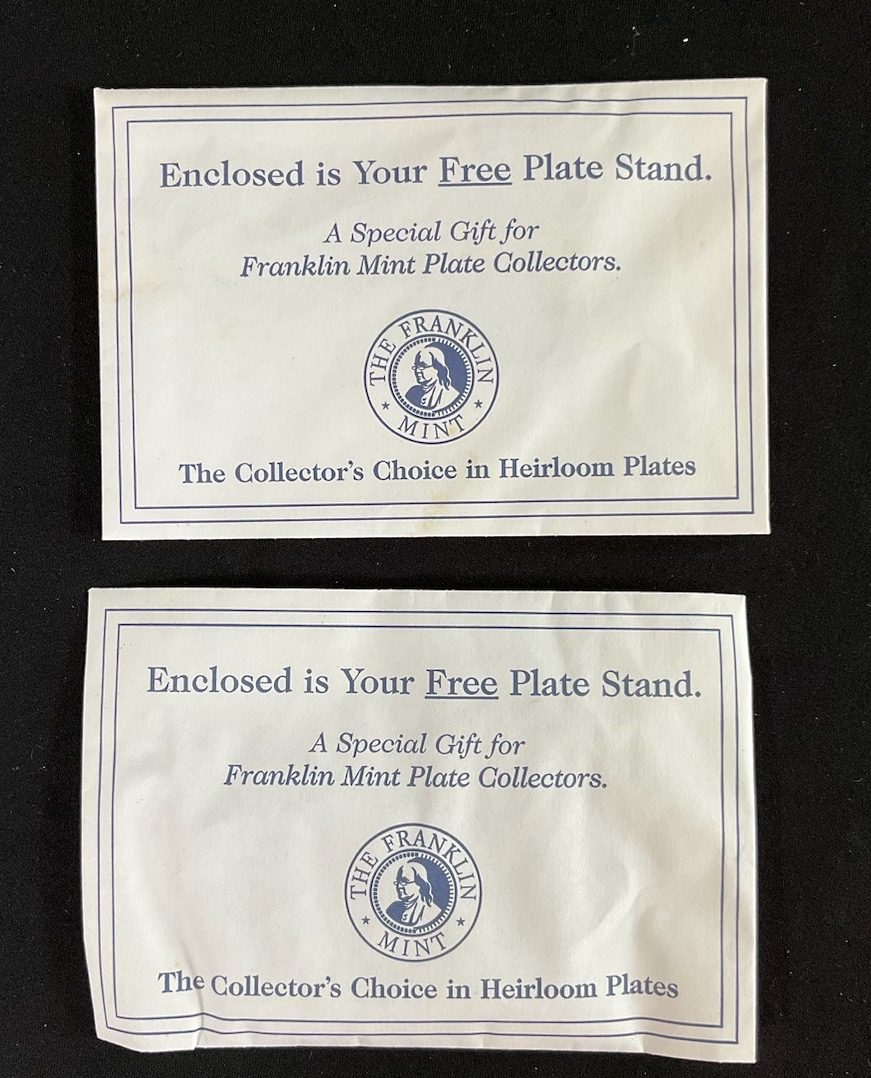 Enclosed is Your Free Plate Stand.
A Special Gift for
Franklin Mint Plate Collectors.
THE FRANKLIN
MINT
The Collector's Choice in Heirloom Plates
Enclosed is Your Free Plate Stand.
A Special Gift for
Franklin Mint Plate Collectors.
THE FRANKLIN
MINT
The Collector's Choice in Heirloom Plates